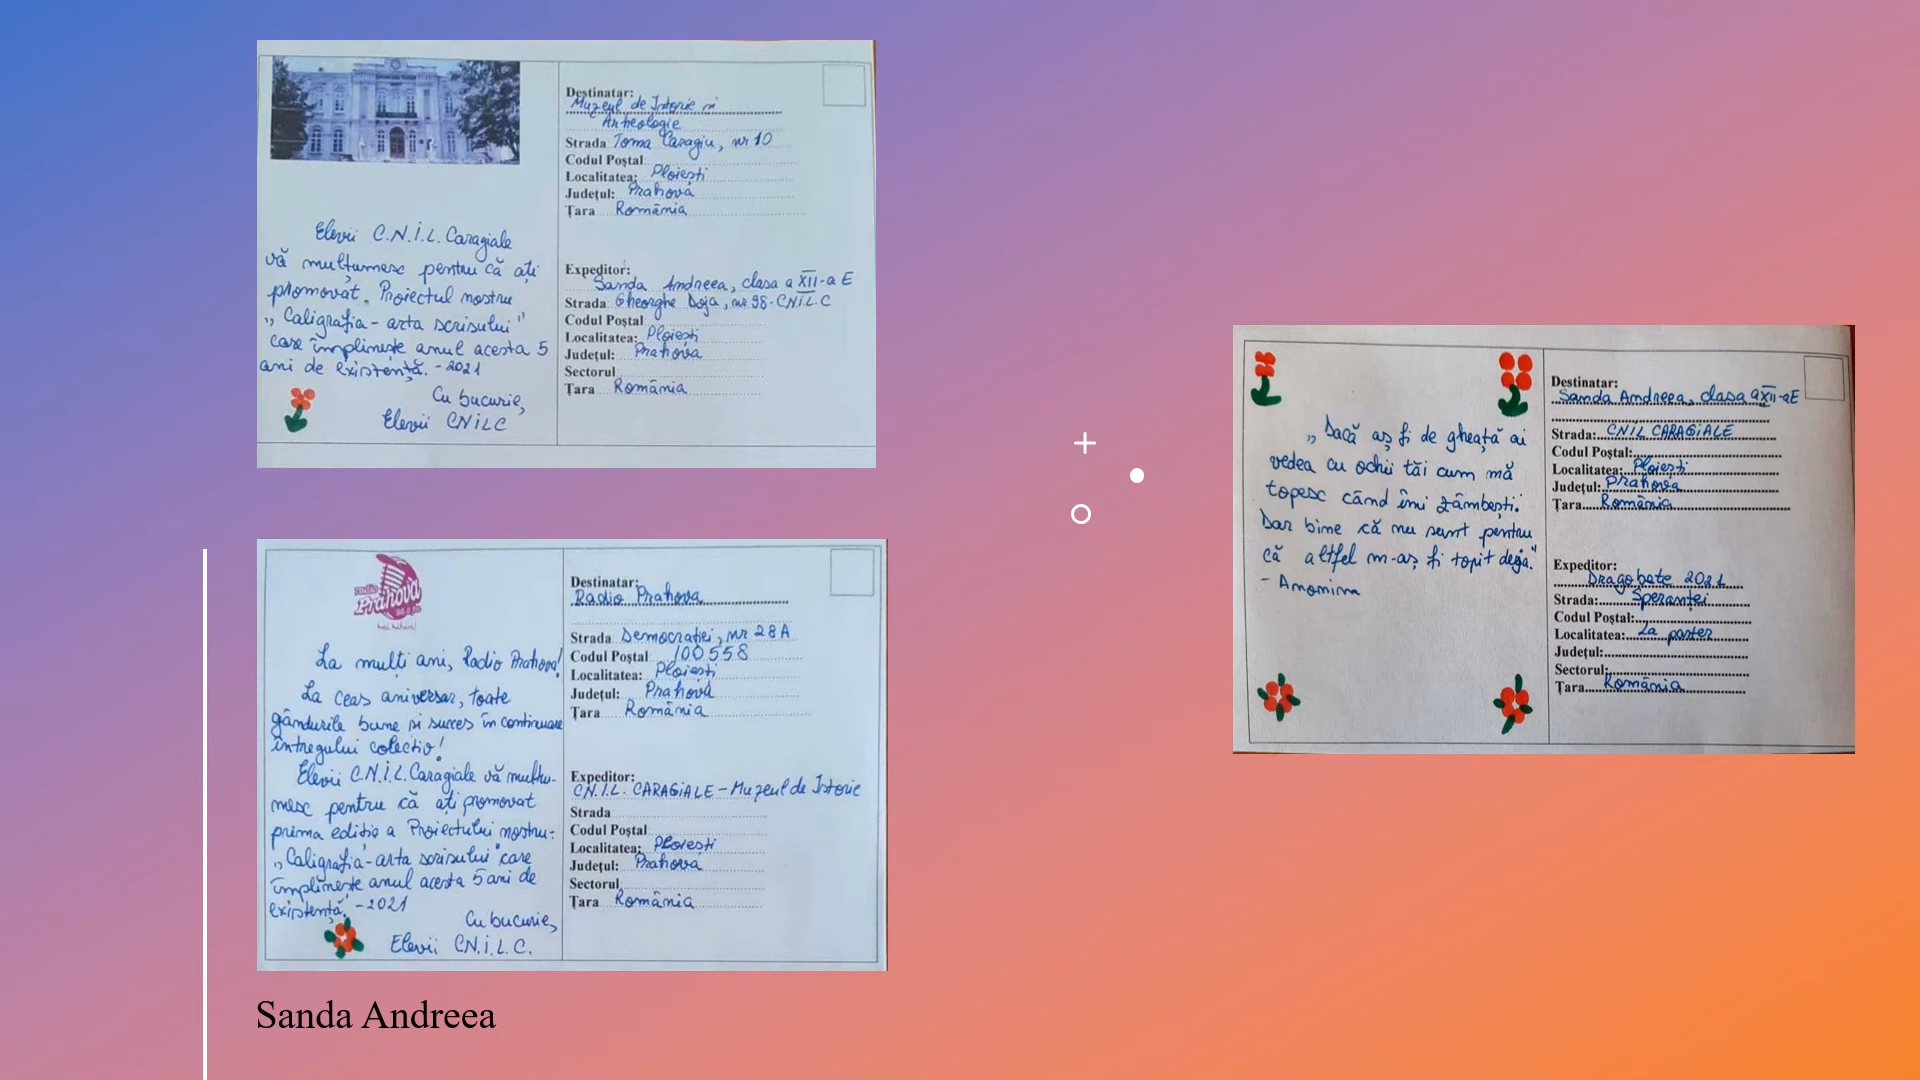 Elevii C.N.I.L. Caragiale
vă mulțumesc pentru că ați
promovat Proiectul nostru
„Caligrafia - arta scrisului"
care împlinește anul acesta 5
ani de existență. - 2021
Cu bucurie,
Elevii CNILC
Destinatar:
Muzeul de Istorie și
Arheologie
Strada Toma Caragiu, nr 10
Codul Poștal
Localitatea: Ploiești
Județul: Prahova
Țara România
Expeditor:
Sanda Andreea, clasa a XII-a E
Strada Gheorghe Doja, nr. 98 - CNILC
Codul Poștal
Localitatea: Ploiești
Județul: Prahova
Sectorul
Țara România
radio
Prahova
La mulți ani, Radio Prahova!
La ceas aniversar, toate
gândurile bune si succes în continuare
întregului colectiv!
Elevii C.N.I.L. Caragiale vă mulțu-
mesc pentru că ați promovat
prima ediție a Proiectului nostru:
„Caligrafia - arta scrisului" care
împlinește anul acesta 5 ani de
existență. - 2021
Cu bucurie,
Elevii C.N.I.L.C.
Destinatar:
Radio Prahova
Strada Democrației, nr 28A
Codul Poștal 100558
Localitatea: Ploiești
Județul: Prahova
Țara România
Expeditor:
C.N.I.L. CARAGIALE - Muzeul de Istorie
Strada
Codul Poștal
Localitatea: Ploiești
Județul: Prahova
Sectorul
Țara România
Sanda Andreea
„Dacă aș fi de gheață ai
vedea cu ochii tăi cum mă
topesc când îmi zâmbești.
Dar bine că nu sunt pentru
că altfel m-aș fi topit deja."
- Anonim
Destinatar:
Sanda Andreea, clasa a XII-a E
Strada: CNIL CARAGIALE
Codul Poștal:
Localitatea: Ploiești
Județul: Prahova
Țara România
Expeditor:
Dragobete 2021
Strada: Speranței
Codul Poștal:
Localitatea: La parter
Județul:
Sectorul:
Țara România